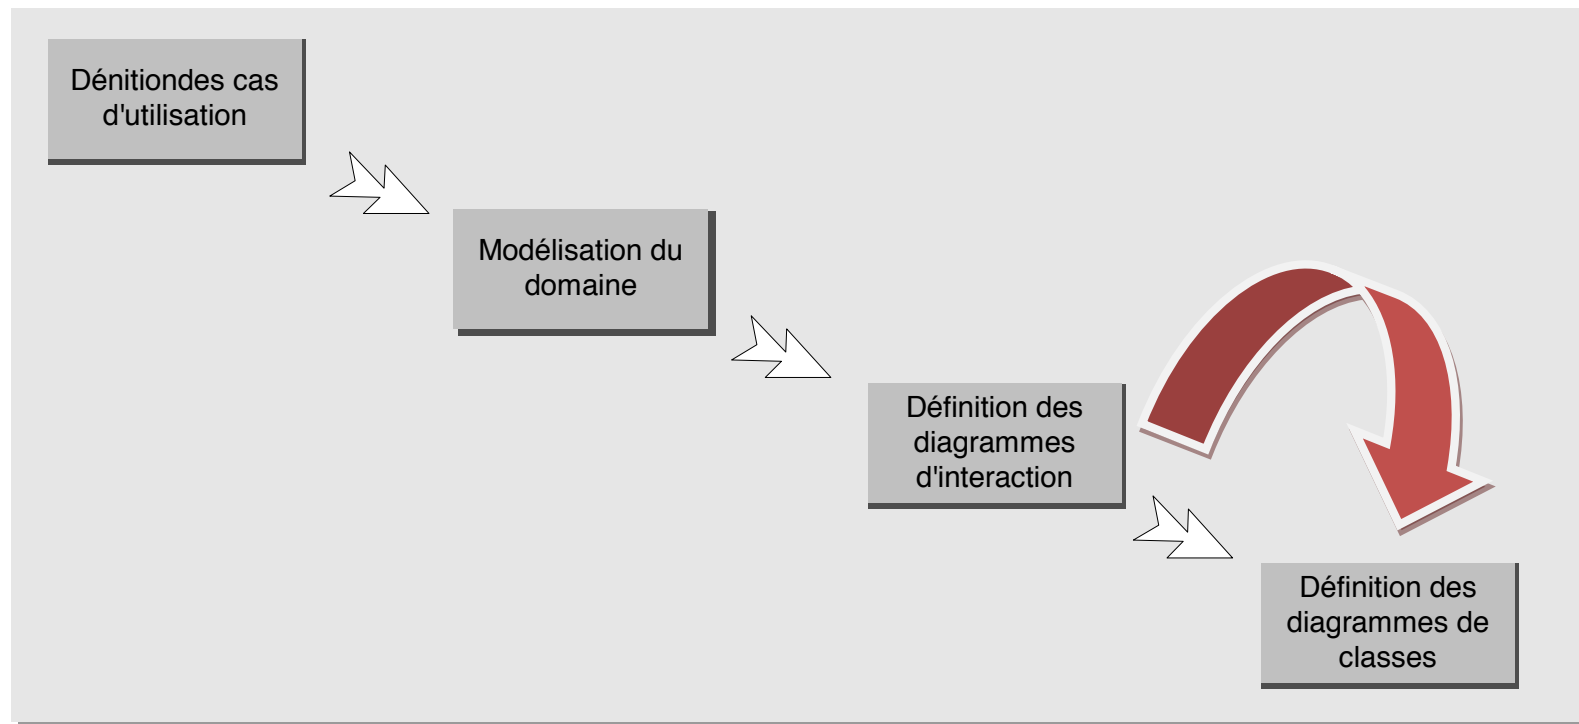 Dénitiondes cas
d'utilisation
Modélisation du
domaine
Définition des
diagrammes
d'interaction
Définition des
diagrammes de
classes